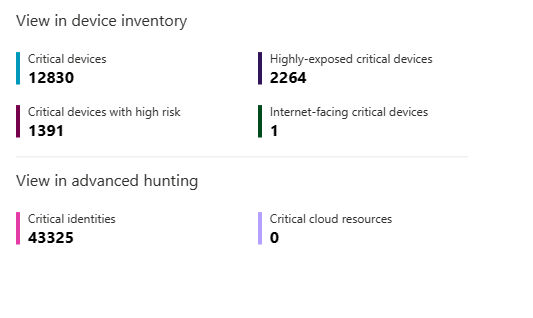 View in device inventory
Critical devices
12830
Highly-exposed critical devices
2264
Critical devices with high risk
1391
Internet-facing critical devices
1
View in advanced hunting
Critical identities
43325
Critical cloud resources
0